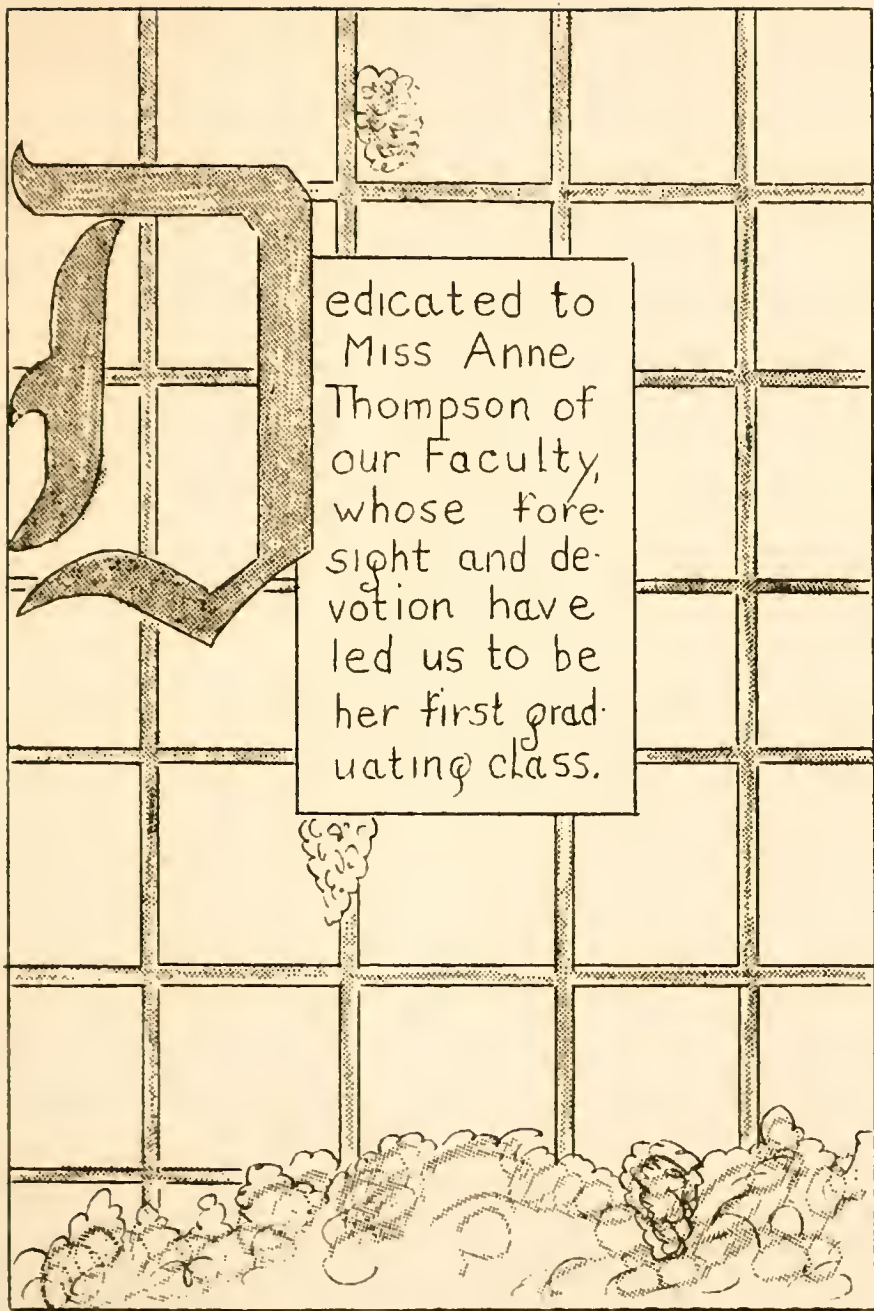 Dedicated to
Miss Anne
Thompson of
our Faculty,
whose fore-
sight and de-
votion have
led us to be
her first grad-
uating class.